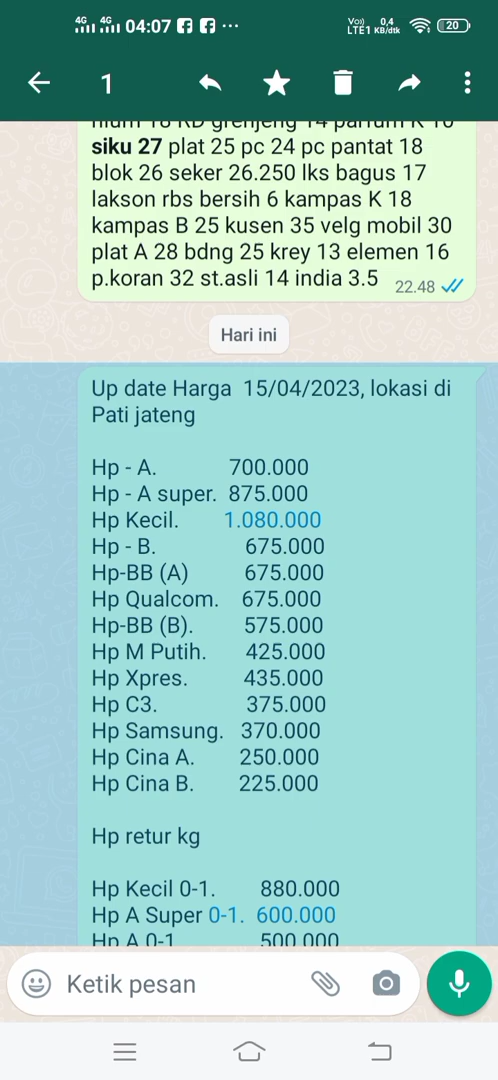 4G 4G 04:07 ... Vo)) LTE1 0,4 KB/dtk 20
1
siku 27 plat 25 pc 24 pc pantat 18
blok 26 seker 26.250 lks bagus 17
lakson rbs bersih 6 kampas K 18
kampas B 25 kusen 35 velg mobil 30
plat A 28 bdng 25 krey 13 elemen 16
p.koran 32 st.asli 14 india 3.5 22.48
Hari ini
Up date Harga 15/04/2023, lokasi di
Pati jateng
Hp - A. 700.000
Hp - A super. 875.000
Hp Kecil. 1.080.000
Hp - B. 675.000
Hp-BB (A) 675.000
Hp Qualcom. 675.000
Hp-BB (B). 575.000
Hp M Putih. 425.000
Hp Xpres. 435.000
Hp C3. 375.000
Hp Samsung. 370.000
Hp Cina A. 250.000
Hp Cina B. 225.000
Hp retur kg
Hp Kecil 0-1. 880.000
Hp A Super 0-1. 600.000
Hp A 0-1 500.000
Ketik pesan